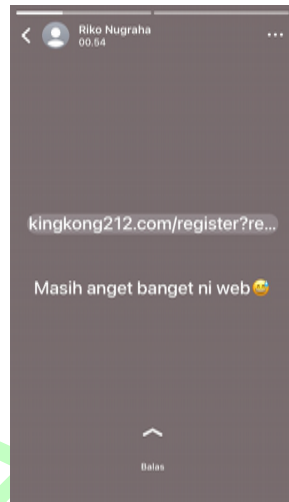 Riko Nugraha
00.54
kingkong212.com/register?re...
Masih anget banget ni web😅
Balas